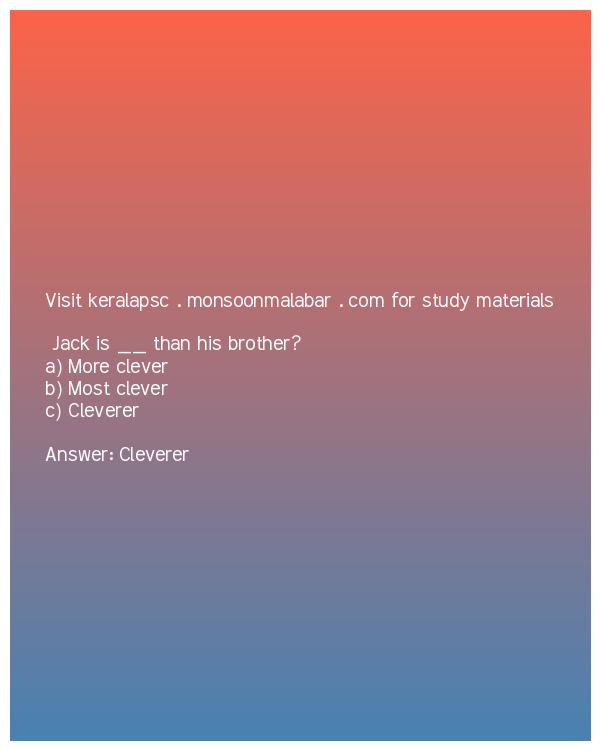 Visit keralapsc . monsoonmalabar . com for study materials
Jack is __ than his brother?
a) More clever
b) Most clever
c) Cleverer
Answer: Cleverer